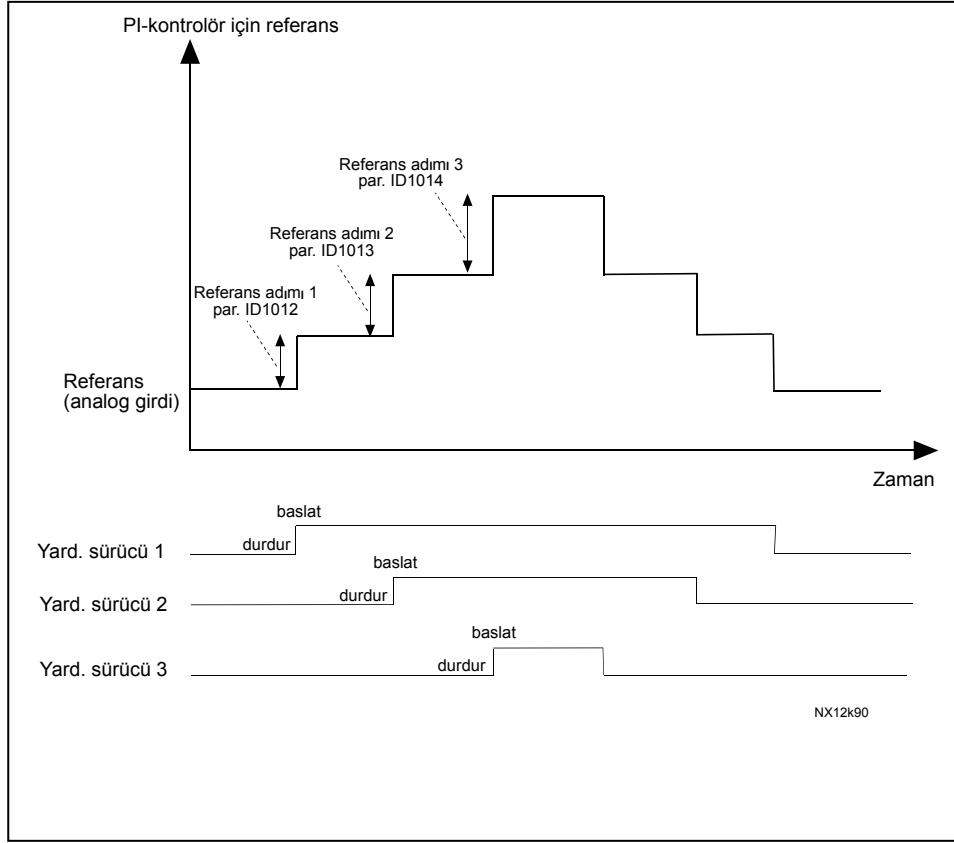 PI-kontrolör için referans
Referans adımı 3
par. ID1014
Referans adımı 2
par. ID1013
Referans adımı 1
par. ID1012
Referans
(analog girdi)
Zaman
baslat
durdur
Yard. sürücü 1
baslat
durdur
Yard. sürücü 2
baslat
durdur
Yard. sürücü 3
NX12k90